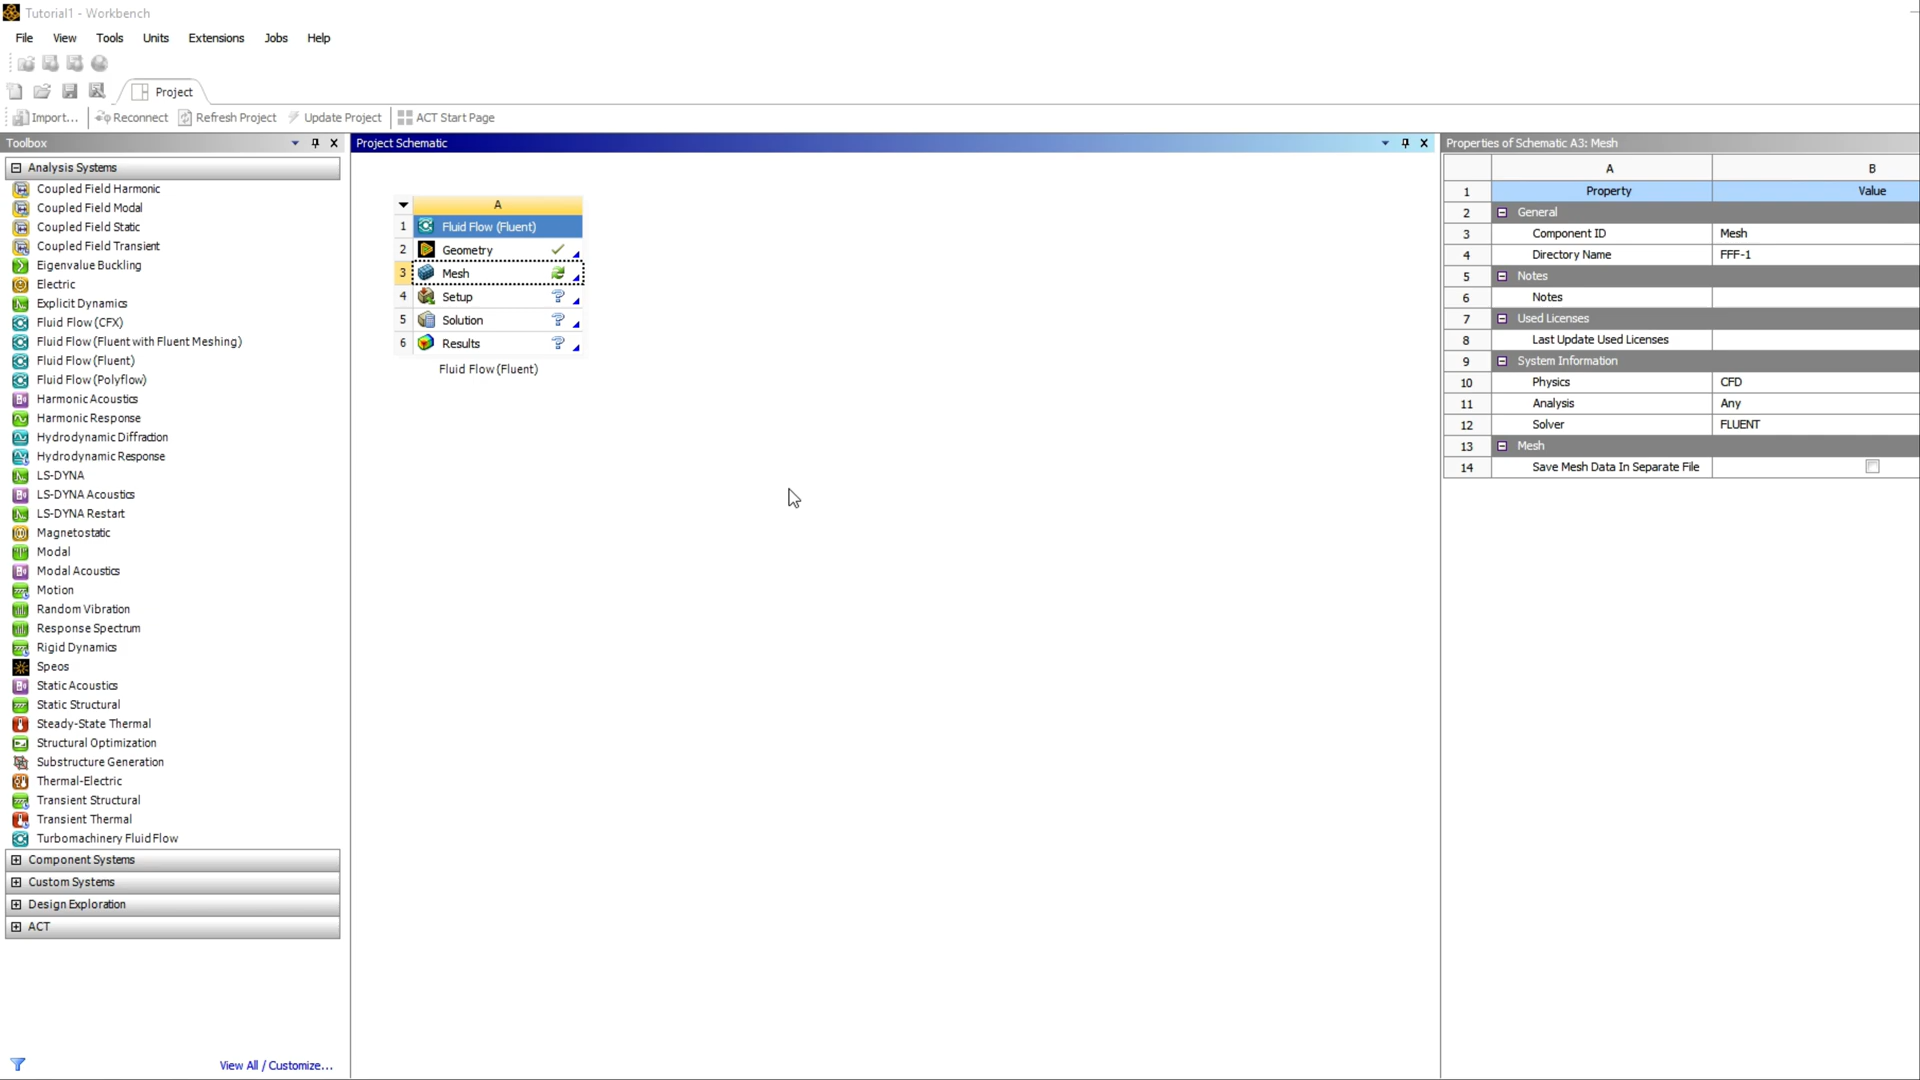 Tutorial1 - Workbench
File View Tools Units Extensions Jobs Help
Project
Import... Reconnect Refresh Project Update Project ACT Start Page
Toolbox
Analysis Systems
Coupled Field Harmonic
Coupled Field Modal
Coupled Field Static
Coupled Field Transient
Eigenvalue Buckling
Electric
Explicit Dynamics
Fluid Flow (CFX)
Fluid Flow (Fluent with Fluent Meshing)
Fluid Flow (Fluent)
Fluid Flow (Polyflow)
Harmonic Acoustics
Harmonic Response
Hydrodynamic Diffraction
Hydrodynamic Response
LS-DYNA
LS-DYNA Acoustics
LS-DYNA Restart
Magnetostatic
Modal
Modal Acoustics
Motion
Random Vibration
Response Spectrum
Rigid Dynamics
Speos
Static Acoustics
Static Structural
Steady-State Thermal
Structural Optimization
Substructure Generation
Thermal-Electric
Transient Structural
Transient Thermal
Turbomachinery Fluid Flow
Component Systems
Custom Systems
Design Exploration
ACT
View All / Customize...
Project Schematic
A
1 Fluid Flow (Fluent)
2 Geometry
3 Mesh
4 Setup ?
5 Solution ?
6 Results ?
Fluid Flow (Fluent)
Properties of Schematic A3: Mesh
A B
1 Property Value
2 General
3 Component ID Mesh
4 Directory Name FFF-1
5 Notes
6 Notes
7 Used Licenses
8 Last Update Used Licenses
9 System Information
10 Physics CFD
11 Analysis Any
12 Solver FLUENT
13 Mesh
14 Save Mesh Data In Separate File